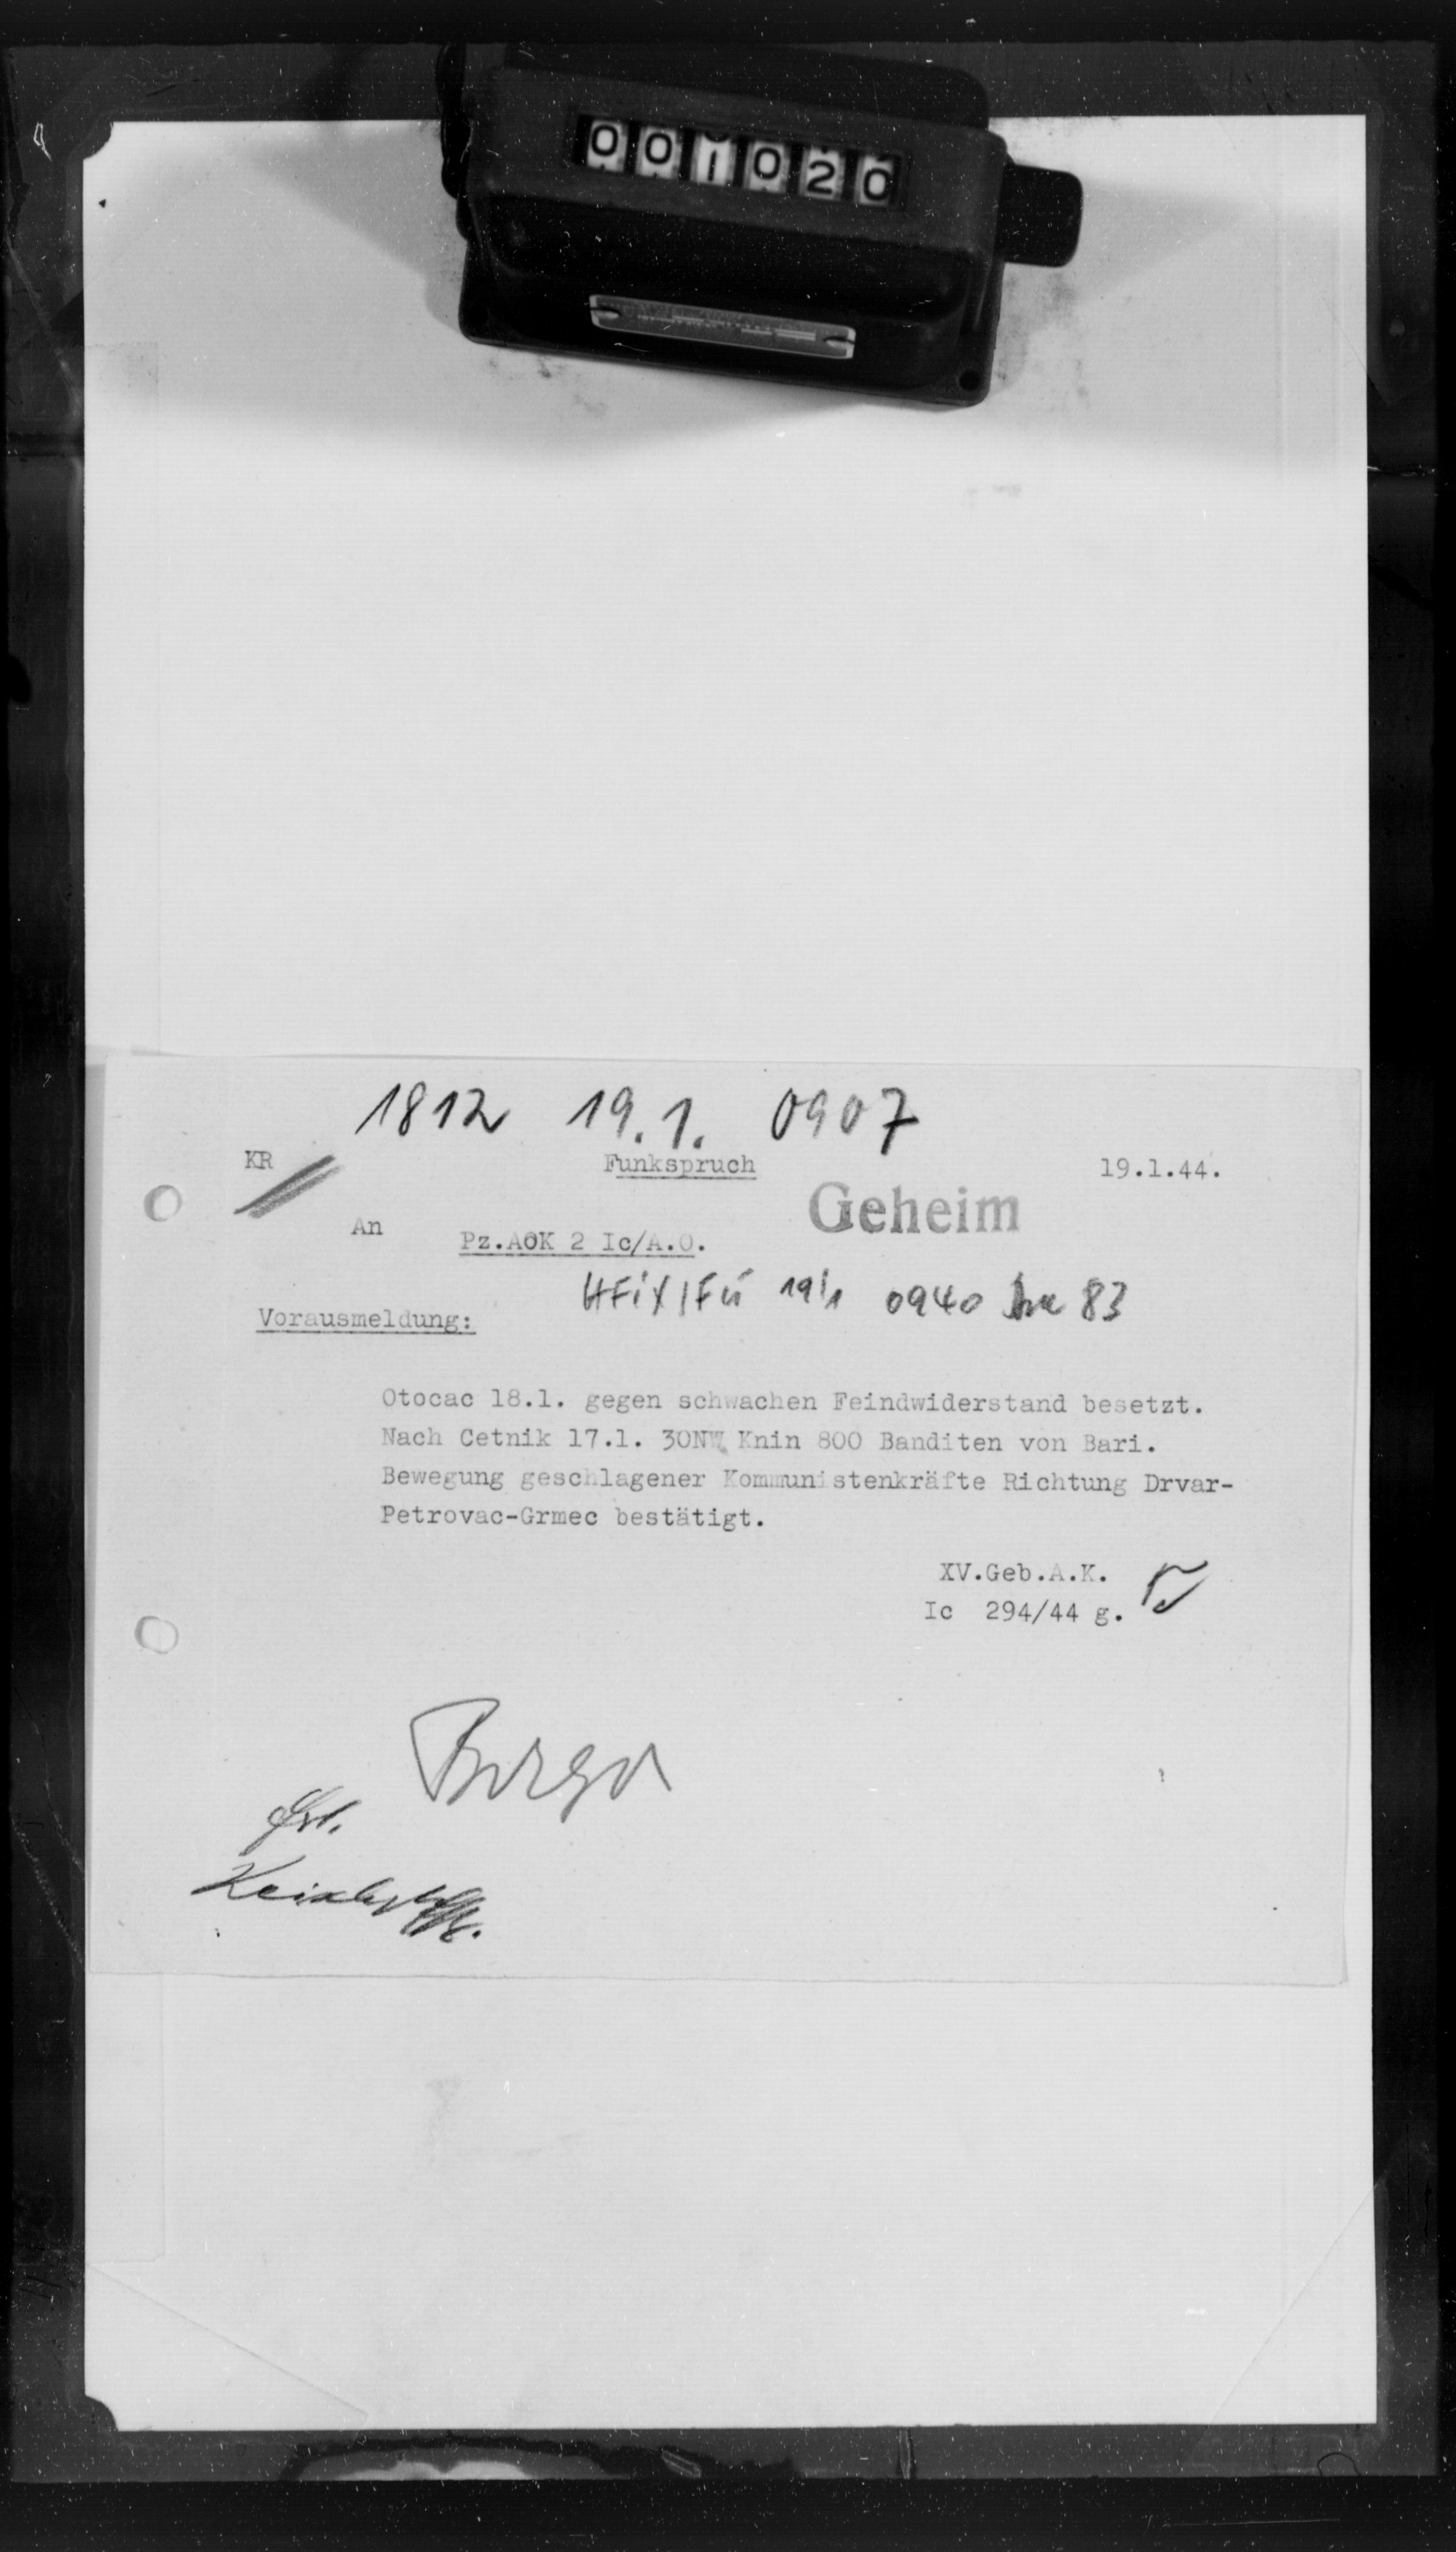 001020
1812 19.1. 0907
KR
Funkspruch
19.1.44.
Geheim
An
Pz.AOK 2 Ic/A.O.
19/1 0940 83
Vorausmeldung:
Otocac 18.1. gegen schwachen Feindwiderstand besetzt.
Nach Cetnik 17.1. 30NW Knin 800 Banditen von Bari.
Bewegung geschlagener Kommunistenkräfte Richtung Drvar-
Petrovac-Grmec bestätigt.
XV.Geb.A.K.
Ic 294/44 g.